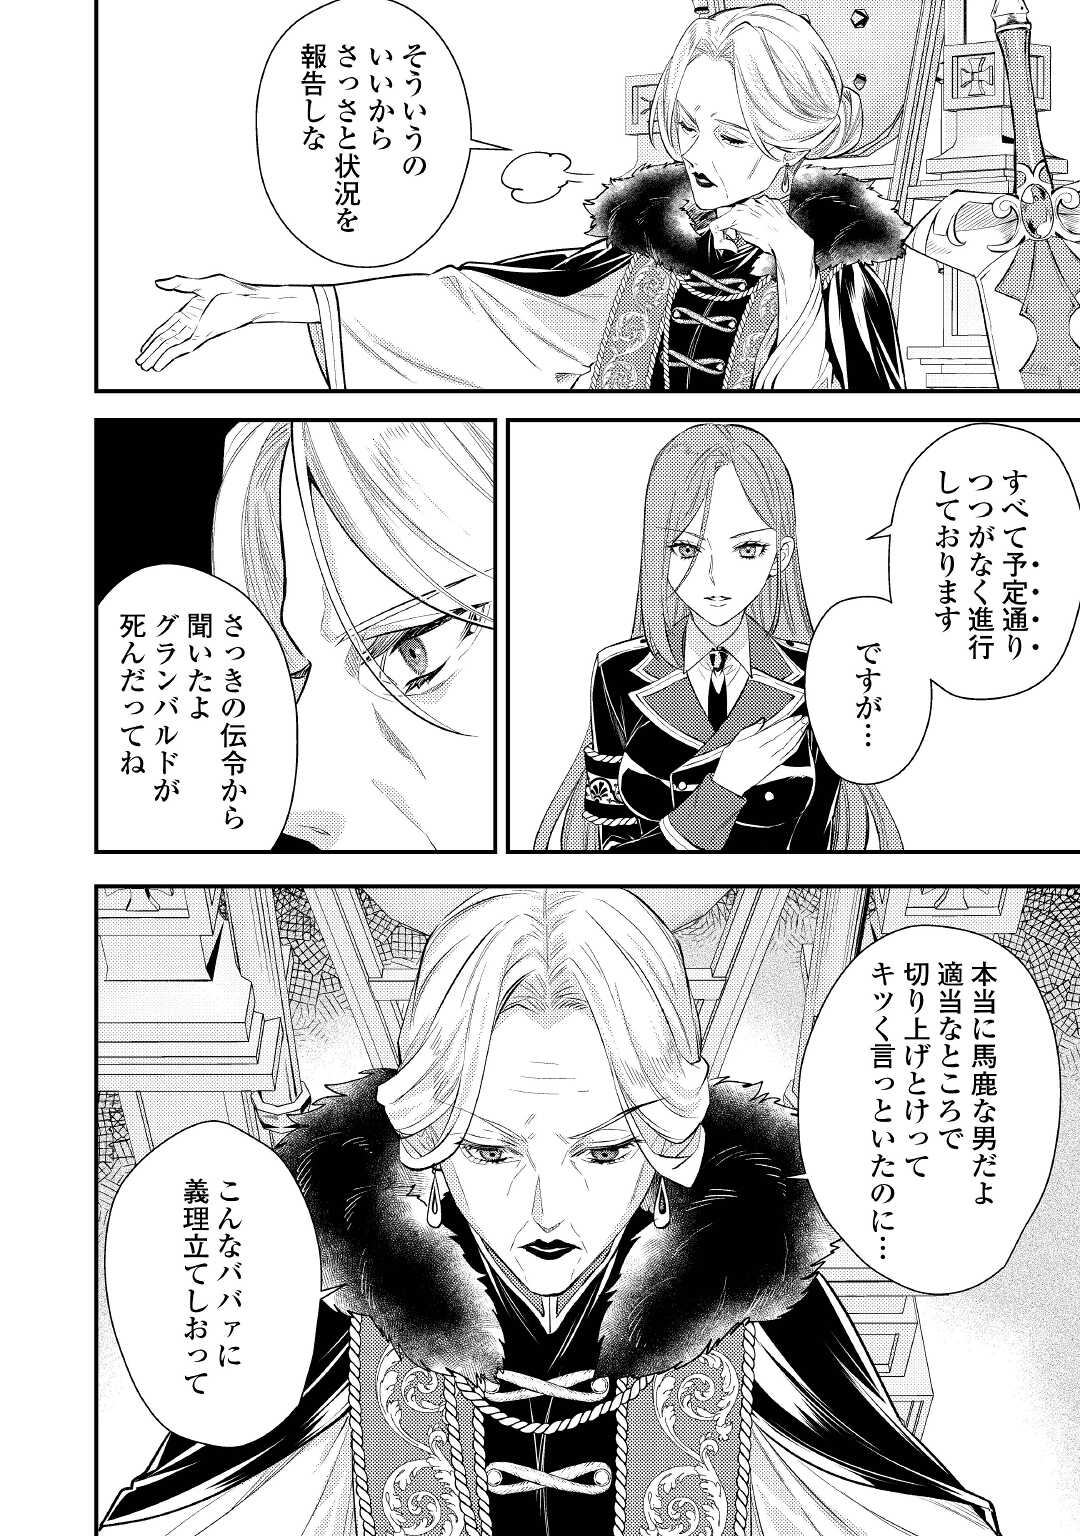 そういうの
いいから
さっさと状況を
報告しな
すべて予定通り
つつがなく進行
しております
ですが…
さっきの伝令から
聞いたよ
グランバルドが
死んだってね
本当に馬鹿な男だよ
適当なところで
切り上げとけって
キツく言っといたのに…
こんなババァに
義理立てしおって